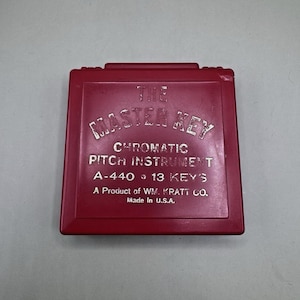 THE
MASTER KEY
CHROMATIC
PITCH INSTRUMENT
A-440 • 13 KEYS
A Product of WM. KRATT CO.
Made in U.S.A.